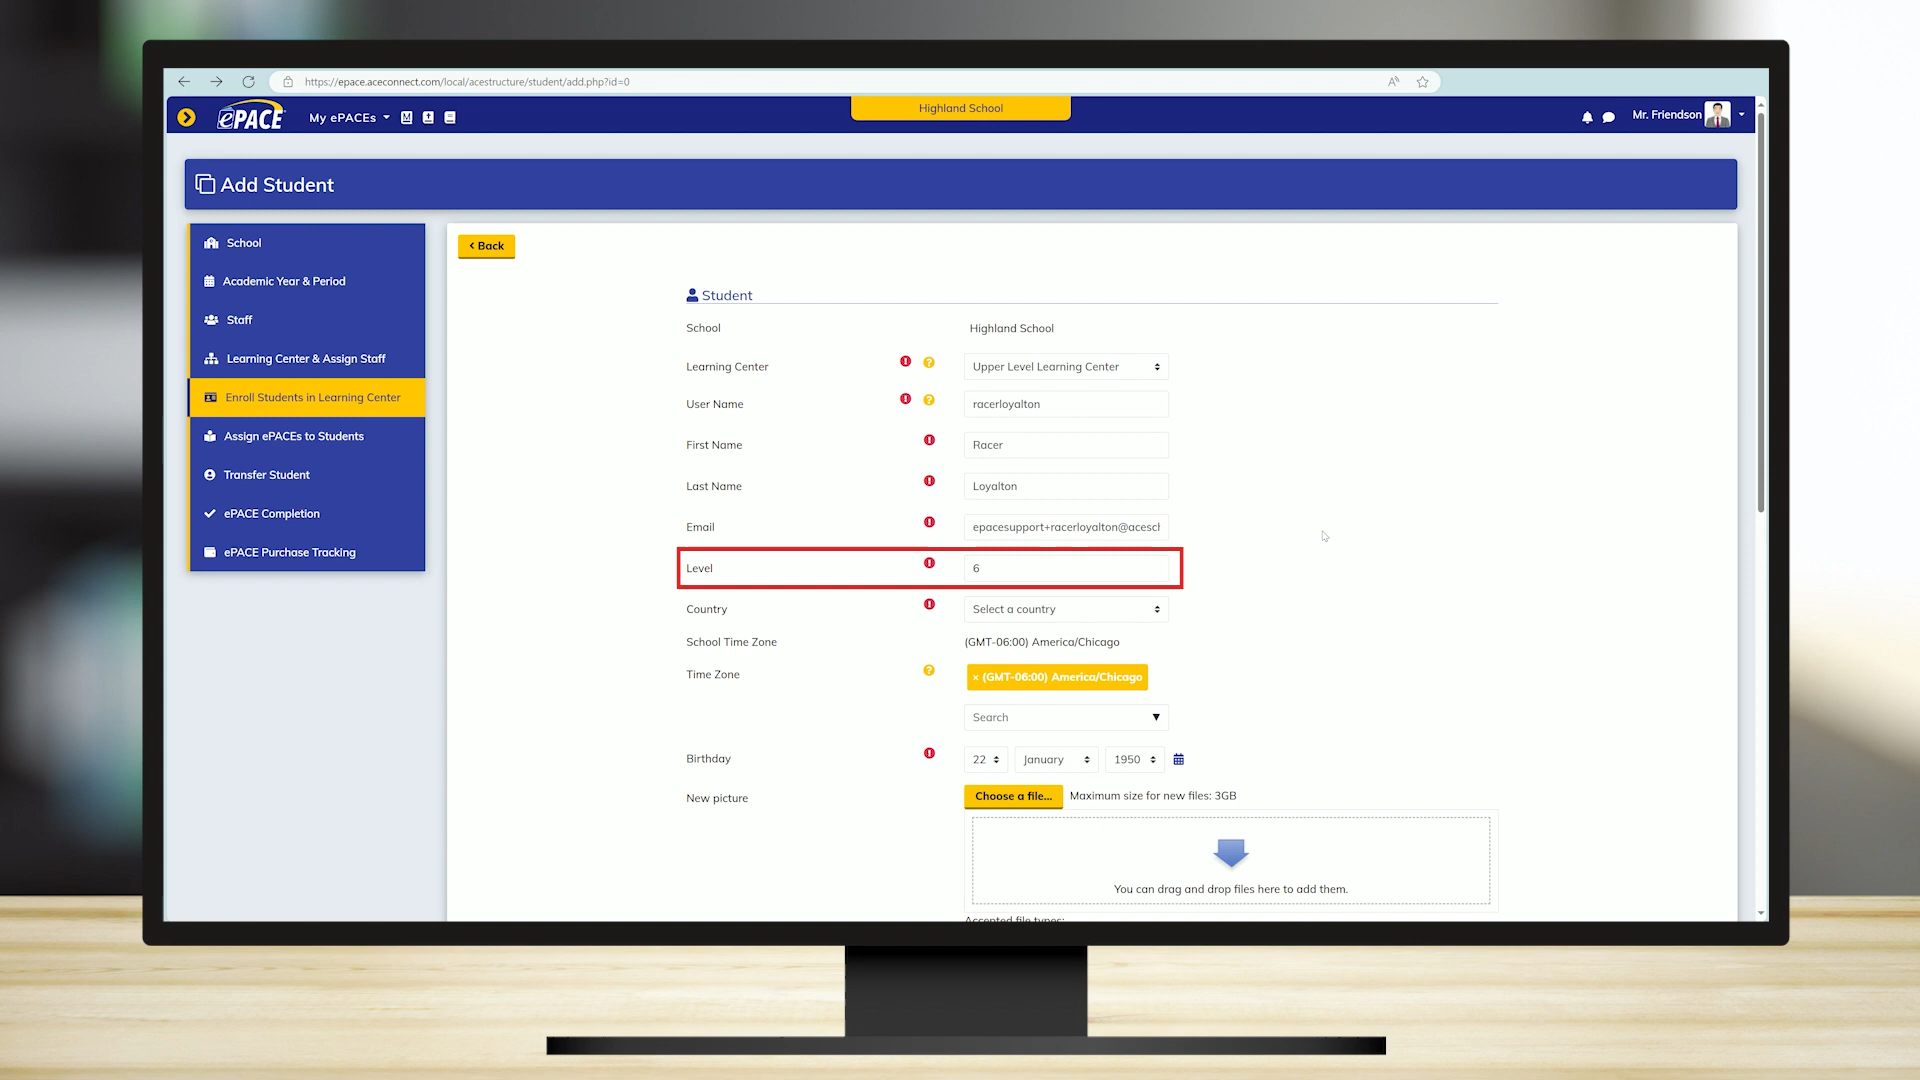 https://epace.aceconnect.com/local/acestructure/student/add.php?id=0
ePACE
My ePACEs
Highland School
Mr. Friendson
Add Student
School
Academic Year & Period
Staff
Learning Center & Assign Staff
Enroll Students in Learning Center
Assign ePACEs to Students
Transfer Student
ePACE Completion
ePACE Purchase Tracking
Back
Student
School Highland School
Learning Center Upper Level Learning Center
User Name racerloyalton
First Name Racer
Last Name Loyalton
Email epacesupport+racerloyalton@acescl
Level 6
Country Select a country
School Time Zone (GMT-06:00) America/Chicago
Time Zone × (GMT-06:00) America/Chicago
Search
Birthday 22 January 1950
New picture Choose a file... Maximum size for new files: 3GB
You can drag and drop files here to add them.
Accepted file types: